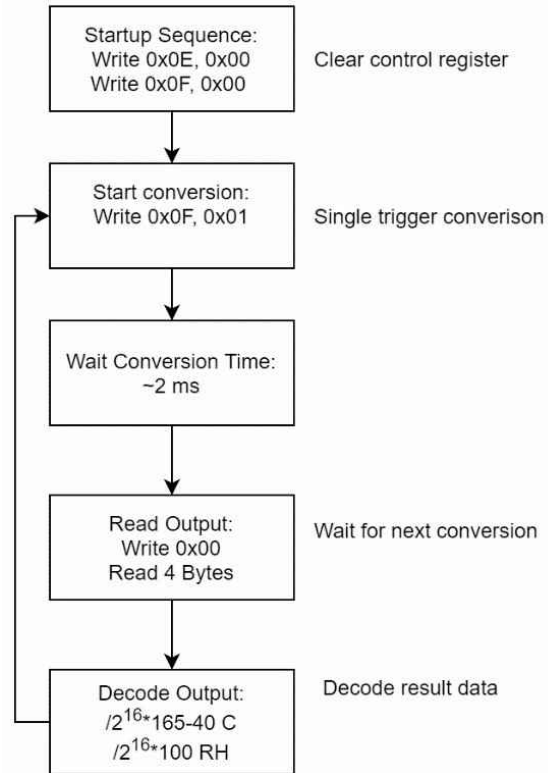 Startup Sequence:
Write 0x0E, 0x00
Write 0x0F, 0x00
Clear control register
Start conversion:
Write 0x0F, 0x01
Single trigger converison
Wait Conversion Time:
~2 ms
Read Output:
Write 0x00
Read 4 Bytes
Wait for next conversion
Decode Output:
/2^16*165-40 C
/2^16*100 RH
Decode result data